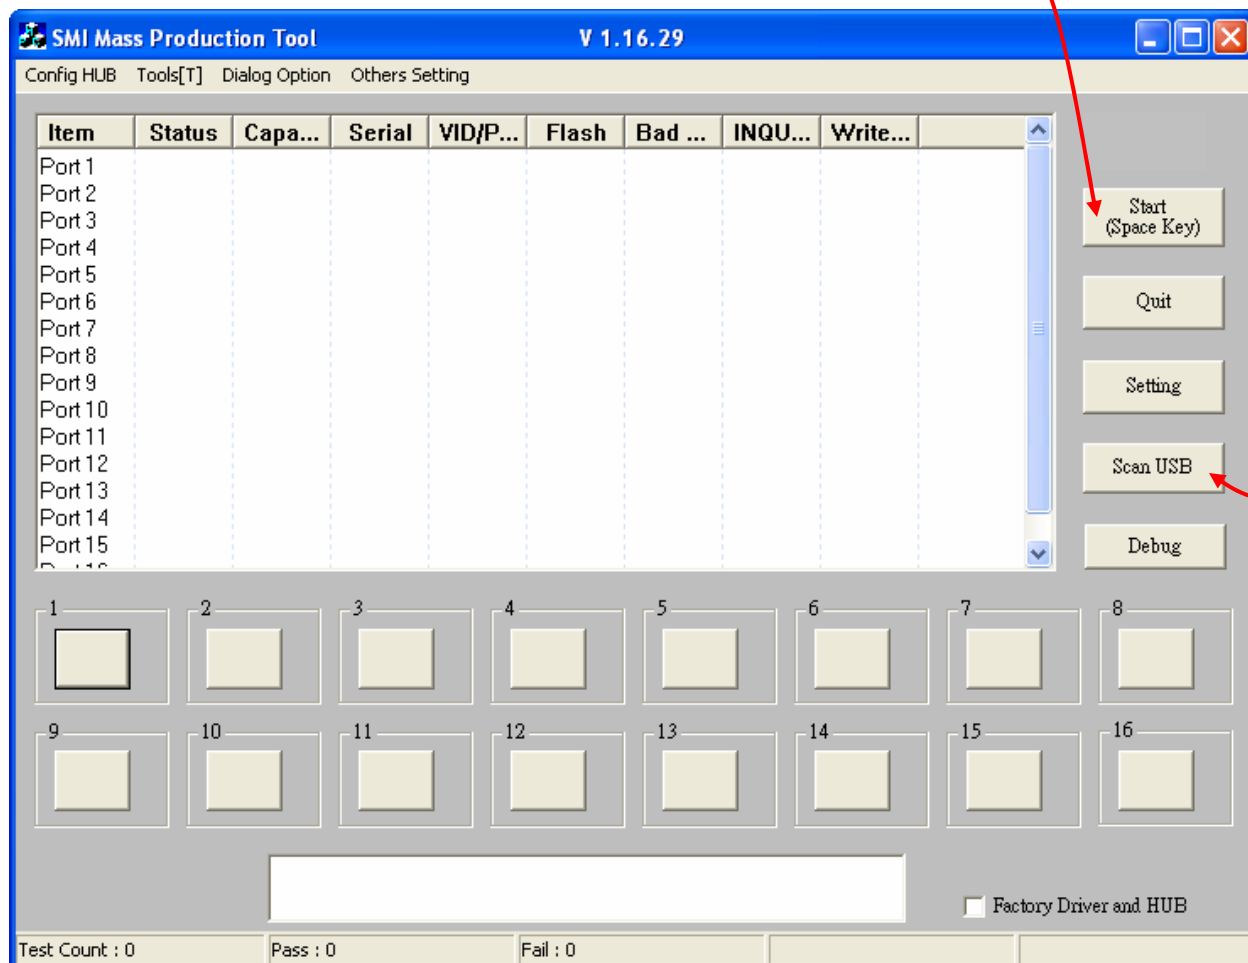 SMI Mass Production Tool V 1.16.29
Config HUB Tools[T] Dialog Option Others Setting
Item Status Capa... Serial VID/P... Flash Bad ... INQU... Write...
Port 1
Port 2
Port 3
Port 4
Port 5
Port 6
Port 7
Port 8
Port 9
Port 10
Port 11
Port 12
Port 13
Port 14
Port 15
Start
(Space Key)
Quit
Setting
Scan USB
Debug
1 2 3 4 5 6 7 8
9 10 11 12 13 14 15 16
Factory Driver and HUB
Test Count : 0 Pass : 0 Fail : 0